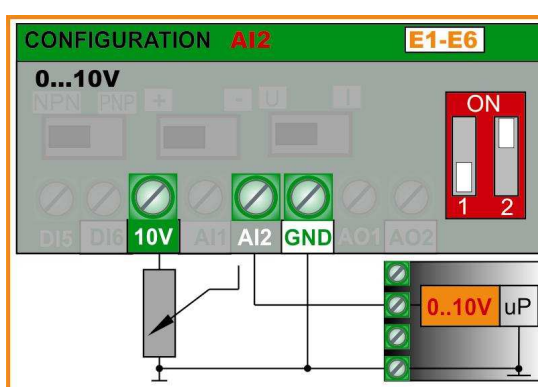 CONFIGURATION AI2 E1-E6
0...10V
NPN PNP + - U I
ON
1 2
DI5 DI6 10V AI1 AI2 GND AO1 AO2
0..10V uP